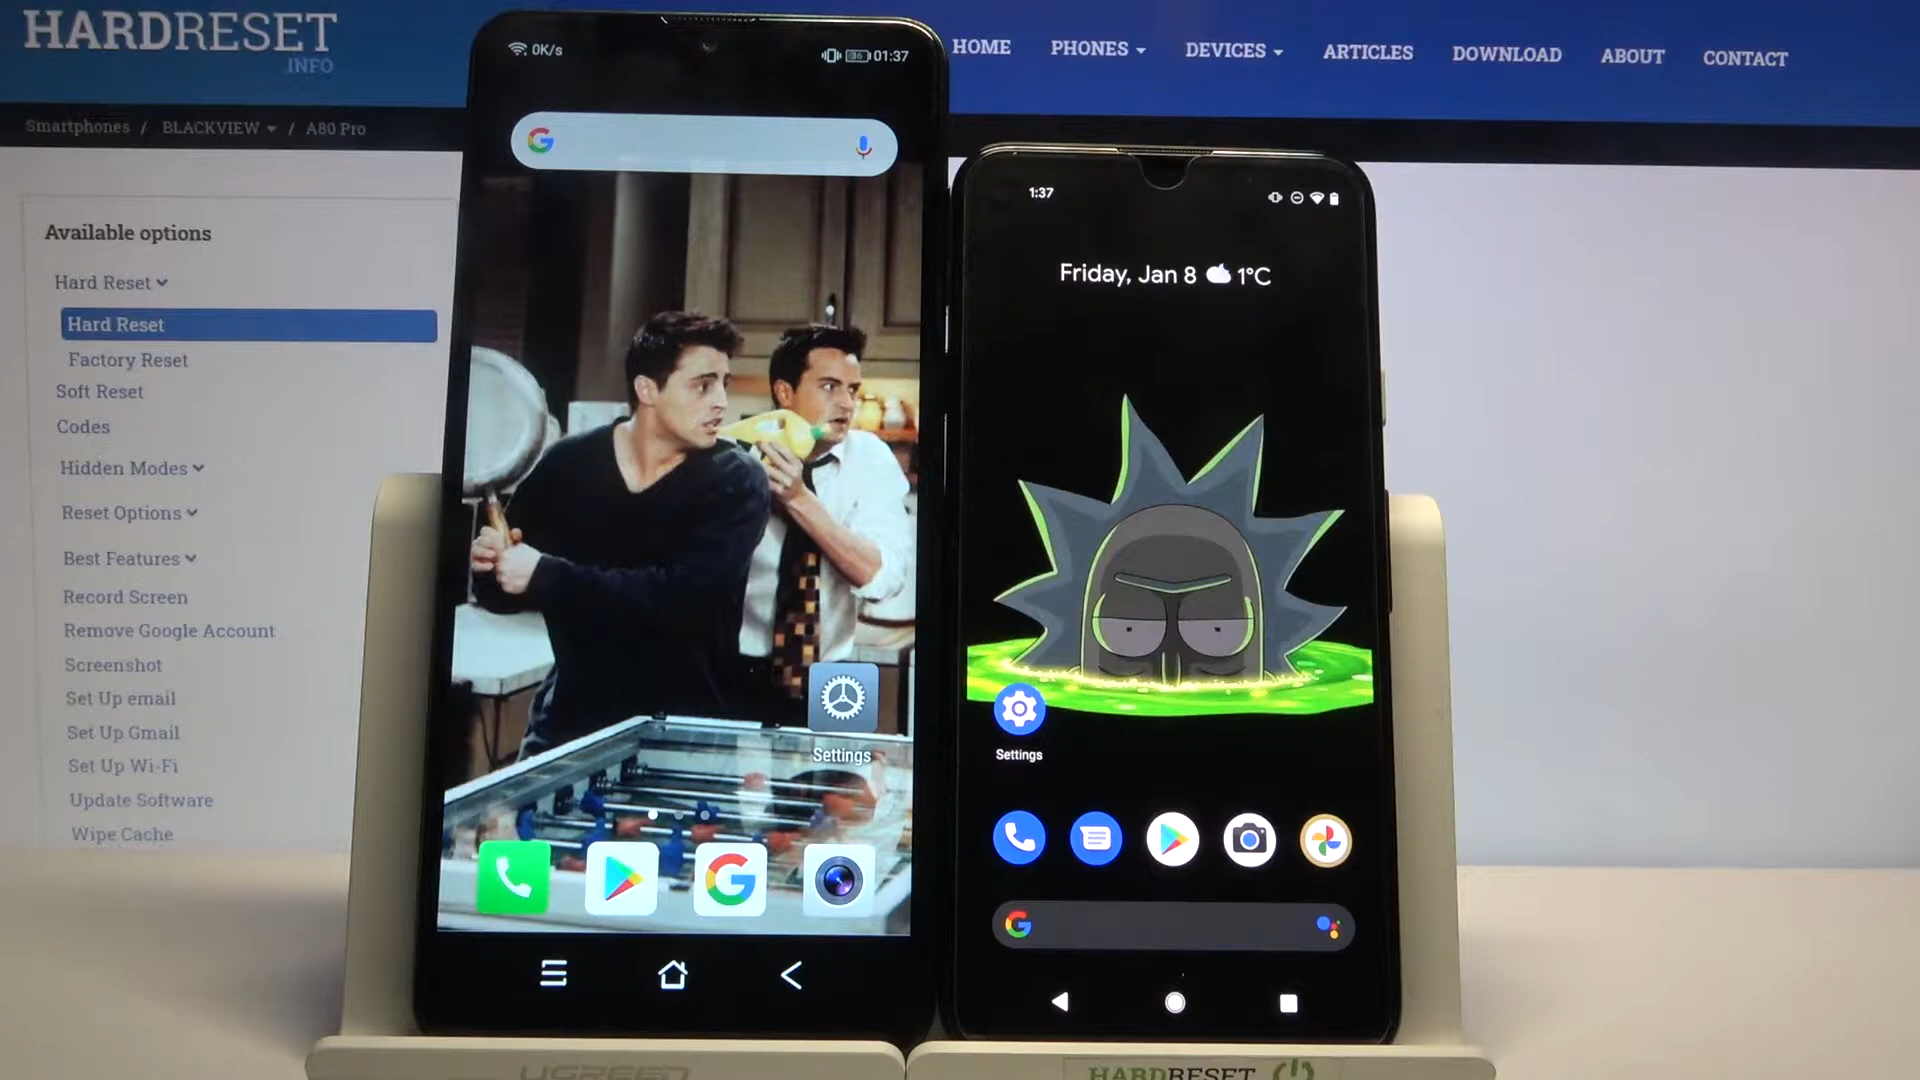 HARDRESET
.INFO
HOME
PHONES
DEVICES
ARTICLES
DOWNLOAD
ABOUT
CONTACT
Smartphones / BLACKVIEW / A80 Pro
Available options
Hard Reset
Hard Reset
Factory Reset
Soft Reset
Codes
Hidden Modes
Reset Options
Best Features
Record Screen
Remove Google Account
Screenshot
Set Up email
Set Up Gmail
Set Up Wi-Fi
Update Software
Wipe Cache
0K/s
86
01:37
Settings
1:37
Friday, Jan 8 1°C
Settings
UGREEN
HARDRESET